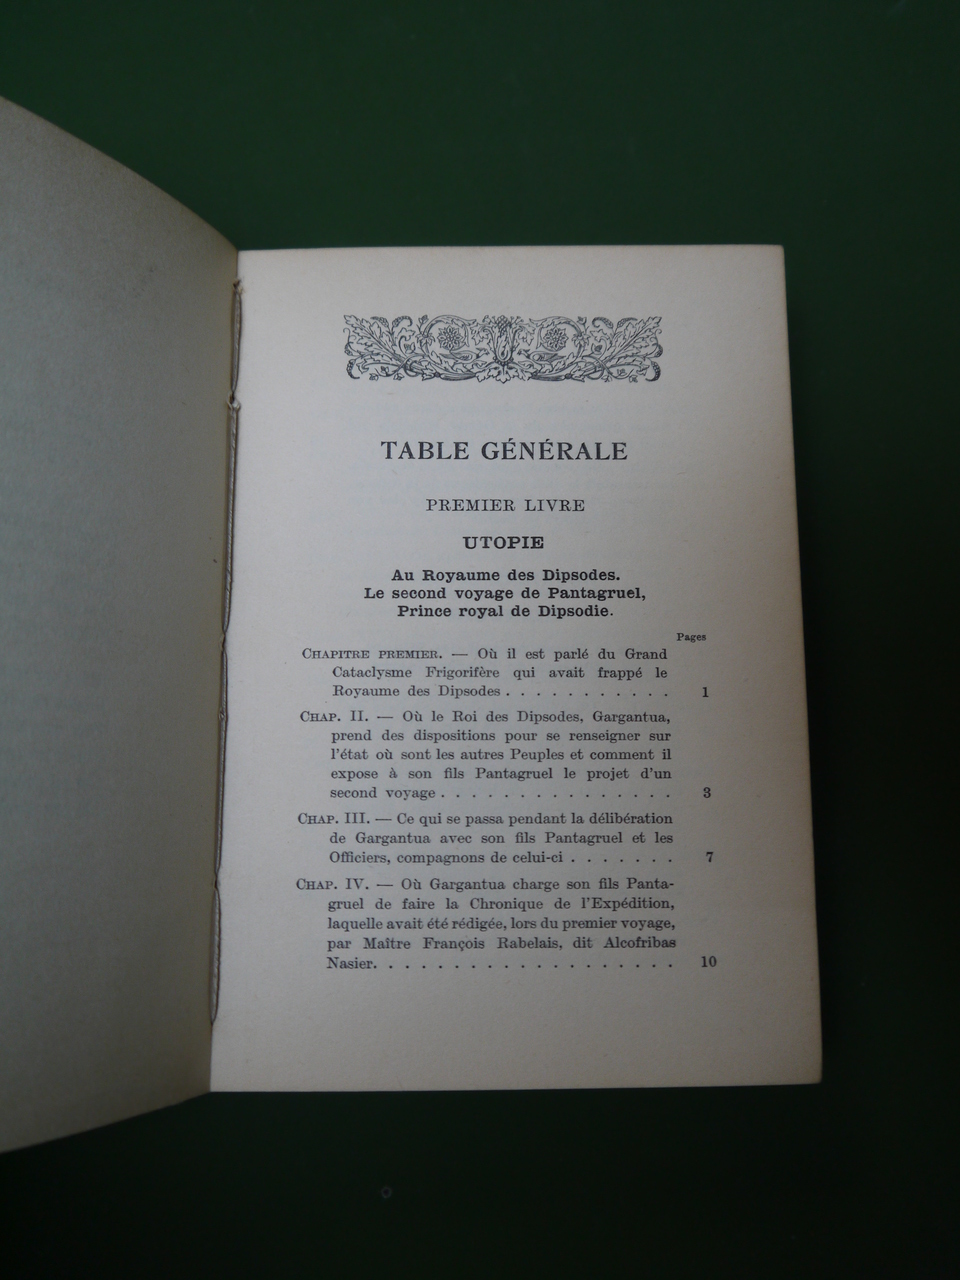 TABLE GÉNÉRALE
PREMIER LIVRE
UTOPIE
Au Royaume des Dipsodes.
Le second voyage de Pantagruel,
Prince royal de Dipsodie.
Pages
CHAPITRE PREMIER. — Où il est parlé du Grand
Cataclysme Frigorifère qui avait frappé le
Royaume des Dipsodes . . . . . . . . . . . 1
CHAP. II. — Où le Roi des Dipsodes, Gargantua,
prend des dispositions pour se renseigner sur
l'état où sont les autres Peuples et comment il
expose à son fils Pantagruel le projet d'un
second voyage . . . . . . . . . . . . . . . 3
CHAP. III. — Ce qui se passa pendant la délibération
de Gargantua avec son fils Pantagruel et les
Officiers, compagnons de celui-ci . . . . . . . 7
CHAP. IV. — Où Gargantua charge son fils Panta-
gruel de faire la Chronique de l'Expédition,
laquelle avait été rédigée, lors du premier voyage,
par Maître François Rabelais, dit Alcofribas
Nasier. . . . . . . . . . . . . . . . . . . 10